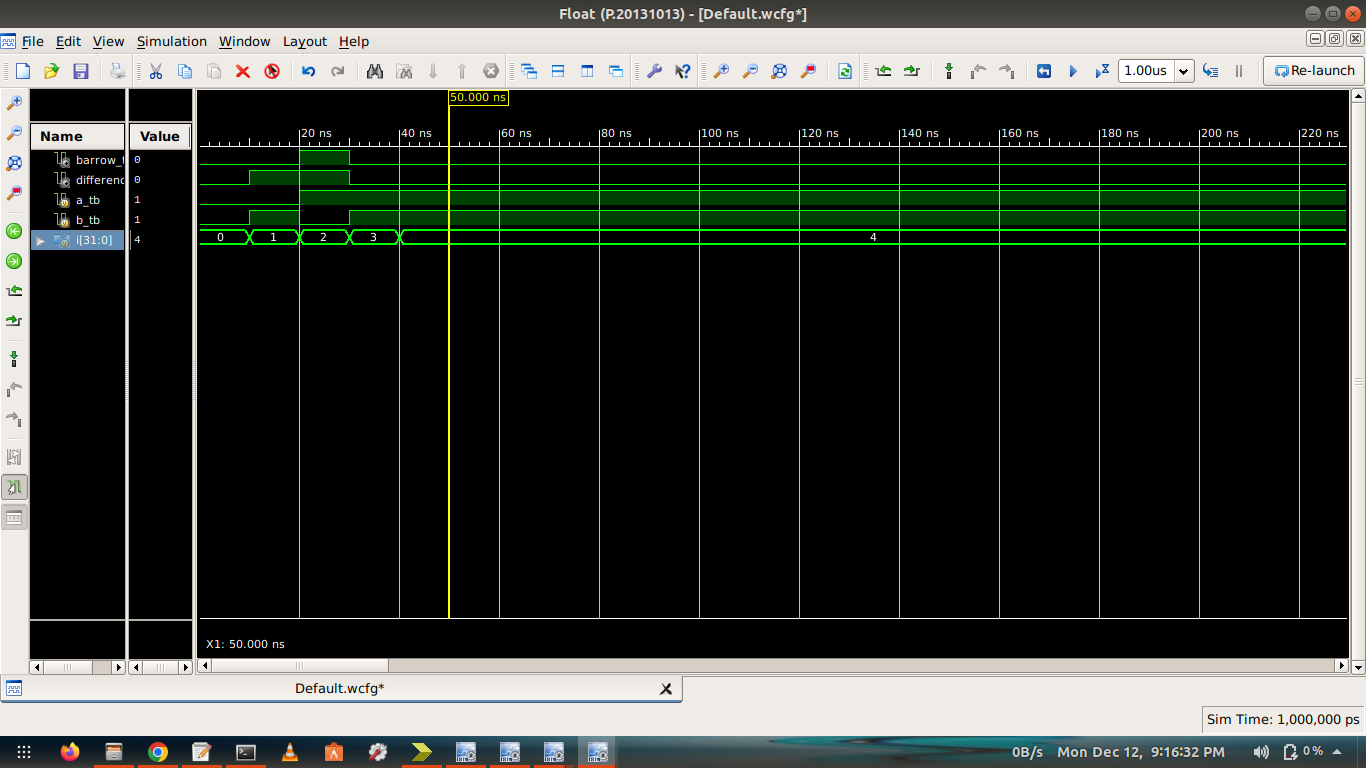 Float (P.20131013) - [Default.wcfg*]
File Edit View Simulation Window Layout Help
1.00us
Re-launch
50.000 ns
Name Value
20 ns 40 ns 60 ns 80 ns 100 ns 120 ns 140 ns 160 ns 180 ns 200 ns 220 ns
barrow_t 0
differenc 0
a_tb 1
b_tb 1
i[31:0] 4
0 1 2 3 4
X1: 50.000 ns
Default.wcfg*
Sim Time: 1,000,000 ps
0B/s Mon Dec 12, 9:16:32 PM 0 %